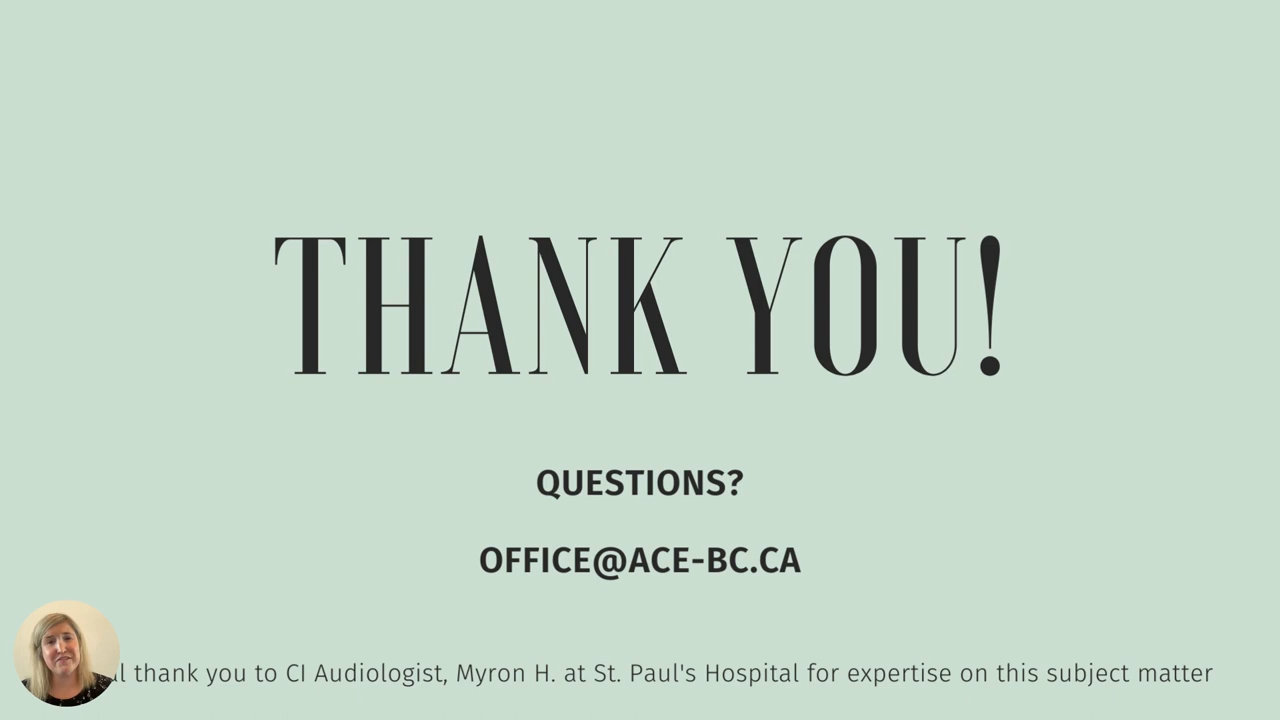 THANK YOU!
QUESTIONS?
OFFICE@ACE-BC.CA
thank you to CI Audiologist, Myron H. at St. Paul's Hospital for expertise on this subject matter